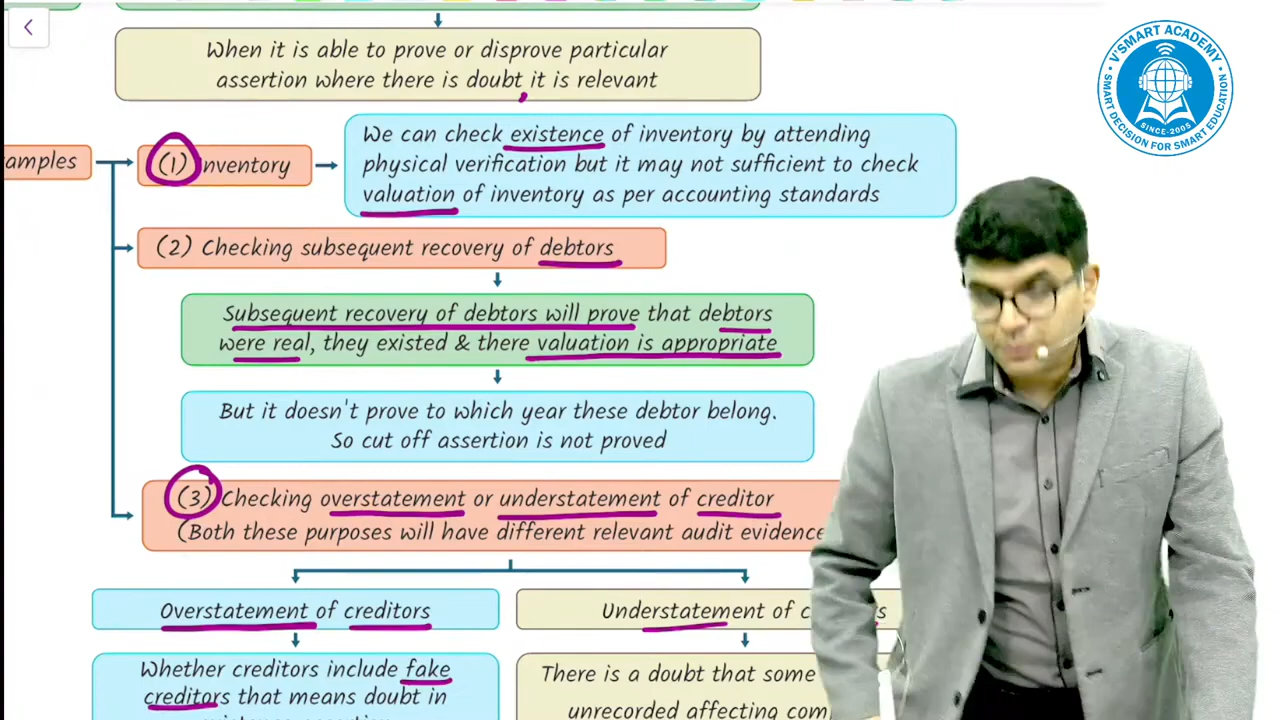 When it is able to prove or disprove particular
assertion where there is doubt, it is relevant
(1) Inventory
We can check existence of inventory by attending
physical verification but it may not sufficient to check
valuation of inventory as per accounting standards
(2) Checking subsequent recovery of debtors
Subsequent recovery of debtors will prove that debtors
were real, they existed & there valuation is appropriate
But it doesn't prove to which year these debtor belong.
So cut off assertion is not proved
(3) Checking overstatement or understatement of creditor
(Both these purposes will have different relevant audit evidence
Overstatement of creditors
Understatement of
Whether creditors include fake
creditors that means doubt in
There is a doubt that some
unrecorded affecting
V'SMART ACADEMY
SINCE-2005
SMART DECISION FOR SMART EDUCATION